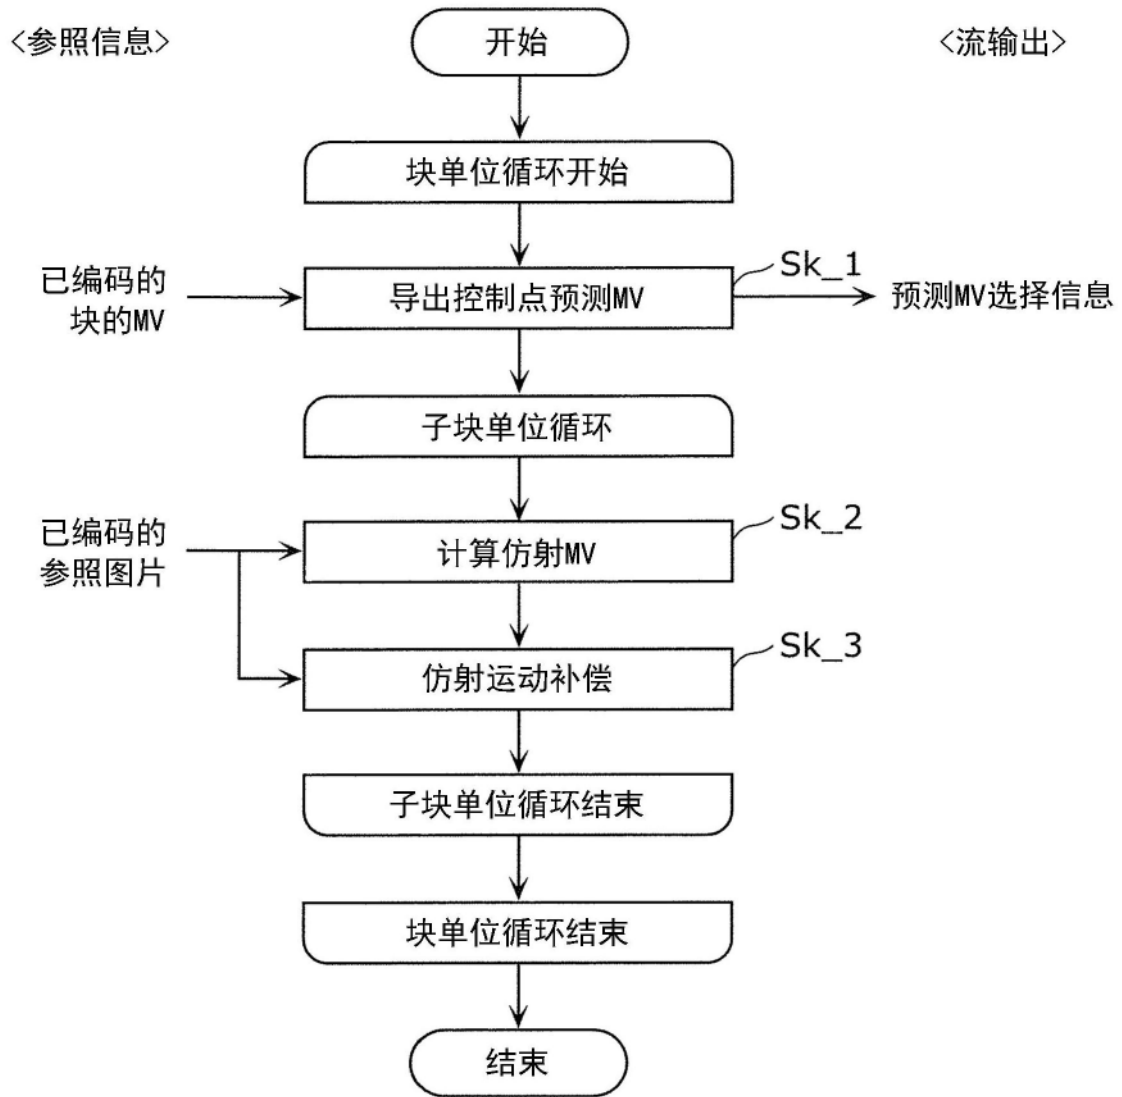 <参照信息>
开始
<流输出>
块单位循环开始
已编码的
块的MV
导出控制点预测MV
Sk_1
预测MV选择信息
子块单位循环
已编码的
参照图片
计算仿射MV
Sk_2
仿射运动补偿
Sk_3
子块单位循环结束
块单位循环结束
结束